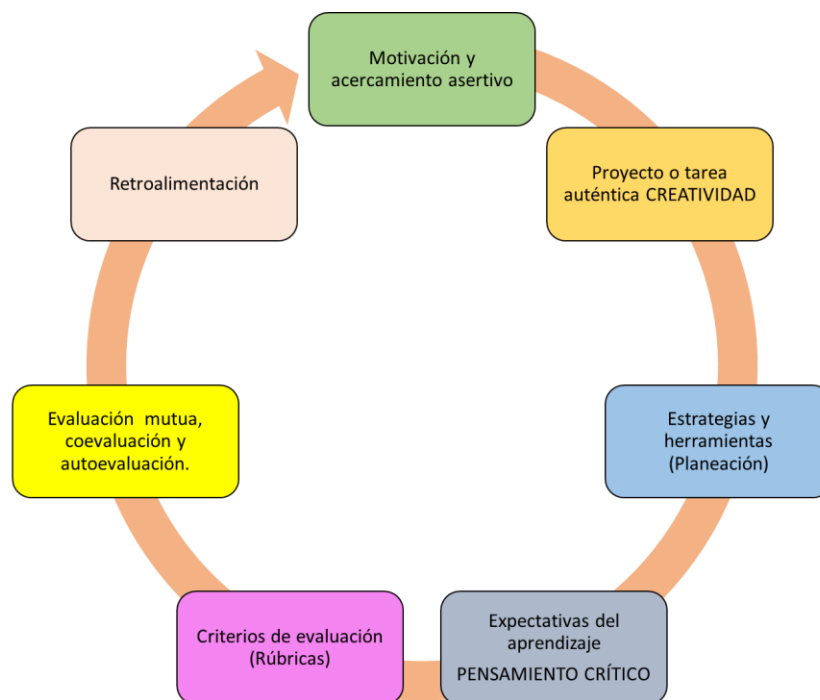 Motivación y
acercamiento asertivo
Proyecto o tarea
auténtica CREATIVIDAD
Estrategias y
herramientas
(Planeación)
Expectativas del
aprendizaje
PENSAMIENTO CRÍTICO
Criterios de evaluación
(Rúbricas)
Evaluación mutua,
coevaluación y
autoevaluación.
Retroalimentación